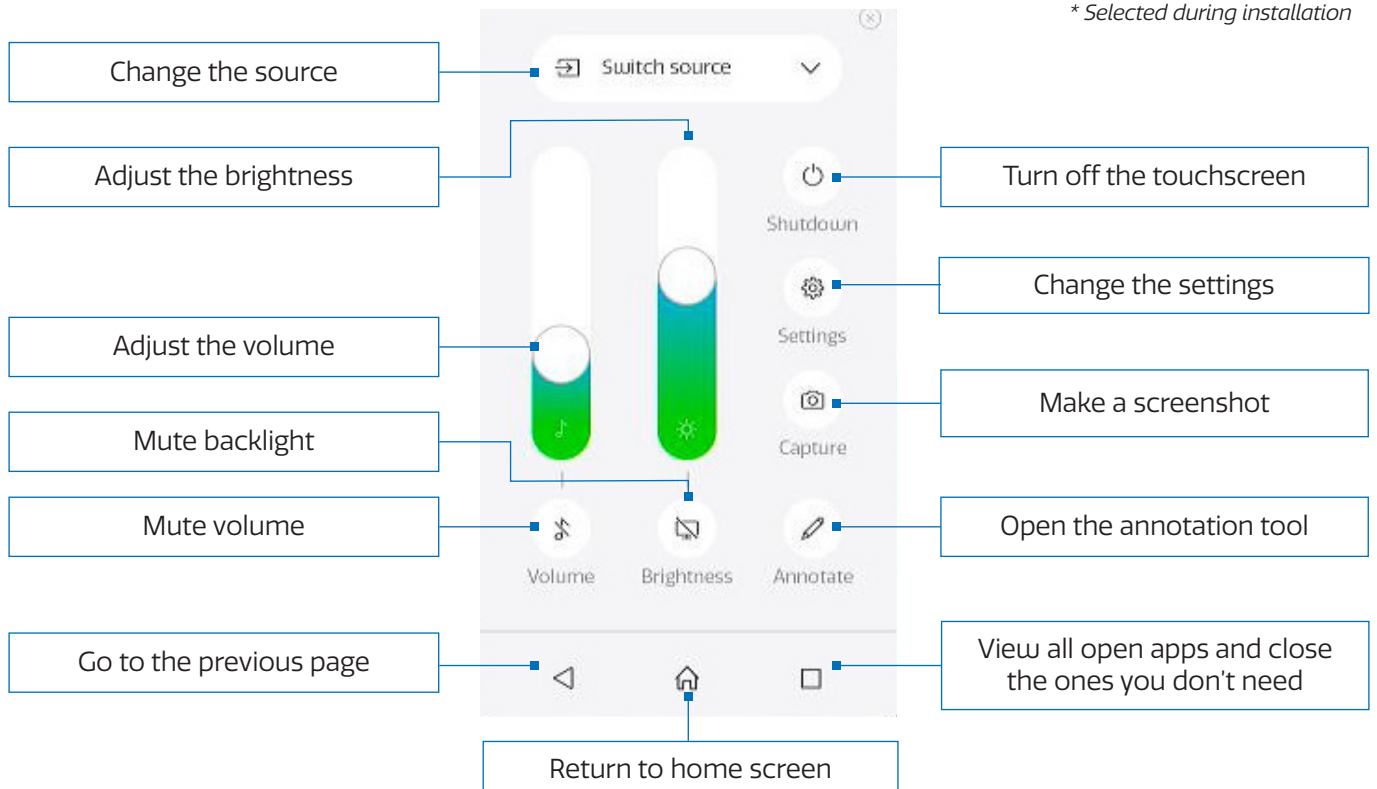 * Selected during installation
Change the source
Switch source
Adjust the brightness
Turn off the touchscreen
Shutdown
Change the settings
Settings
Adjust the volume
Make a screenshot
Mute backlight
Capture
Mute volume
Open the annotation tool
Volume
Brightness
Annotate
Go to the previous page
View all open apps and close
the ones you don't need
Return to home screen